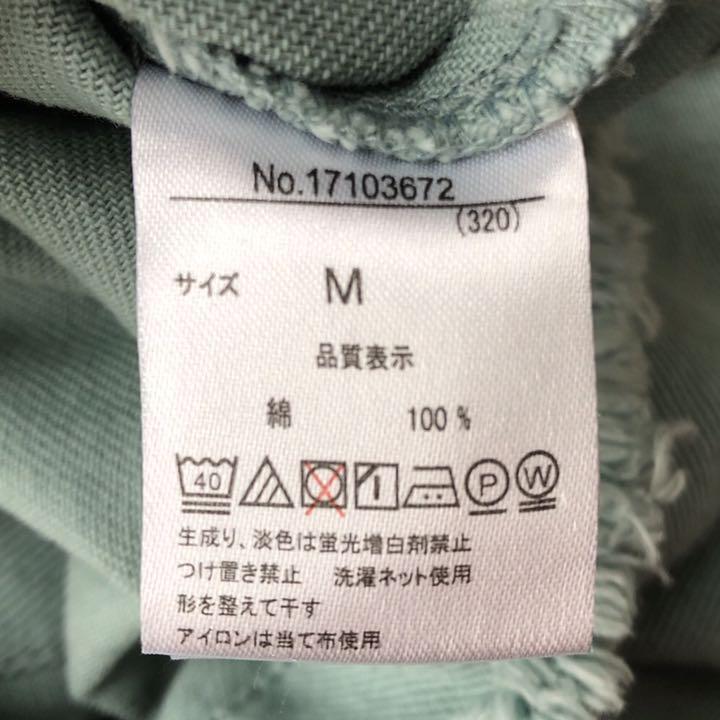 No.17103672
(320)
サイズ M
品質表示
綿 100 %
40 P W
生成り、淡色は蛍光増白剤禁止
つけ置き禁止 洗濯ネット使用
形を整えて干す
アイロンは当て布使用